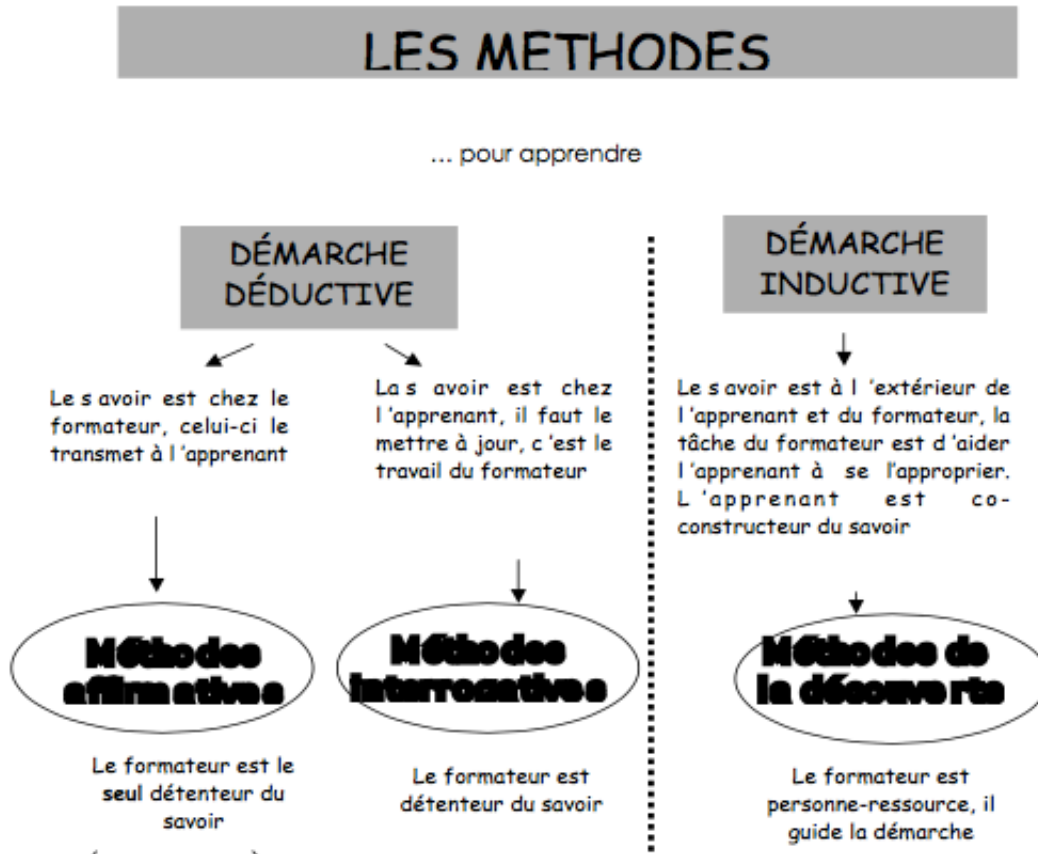 LES METHODES
... pour apprendre
DÉMARCHE
DÉDUCTIVE
Le s avoir est chez le
formateur, celui-ci le
transmet à l 'apprenant
La s avoir est chez
l 'apprenant, il faut le
mettre à jour, c 'est le
travail du formateur
Méthodes
affirmatives
Le formateur est le
seul détenteur du
savoir
Méthodes
interrogatives
Le formateur est
détenteur du savoir
DÉMARCHE
INDUCTIVE
Le s avoir est à l 'extérieur de
l 'apprenant et du formateur, la
tâche du formateur est d 'aider
l 'apprenant à se l'approprier.
L 'apprenant est co-
constructeur du savoir
Méthodes de
la découverte
Le formateur est
personne-ressource, il
guide la démarche